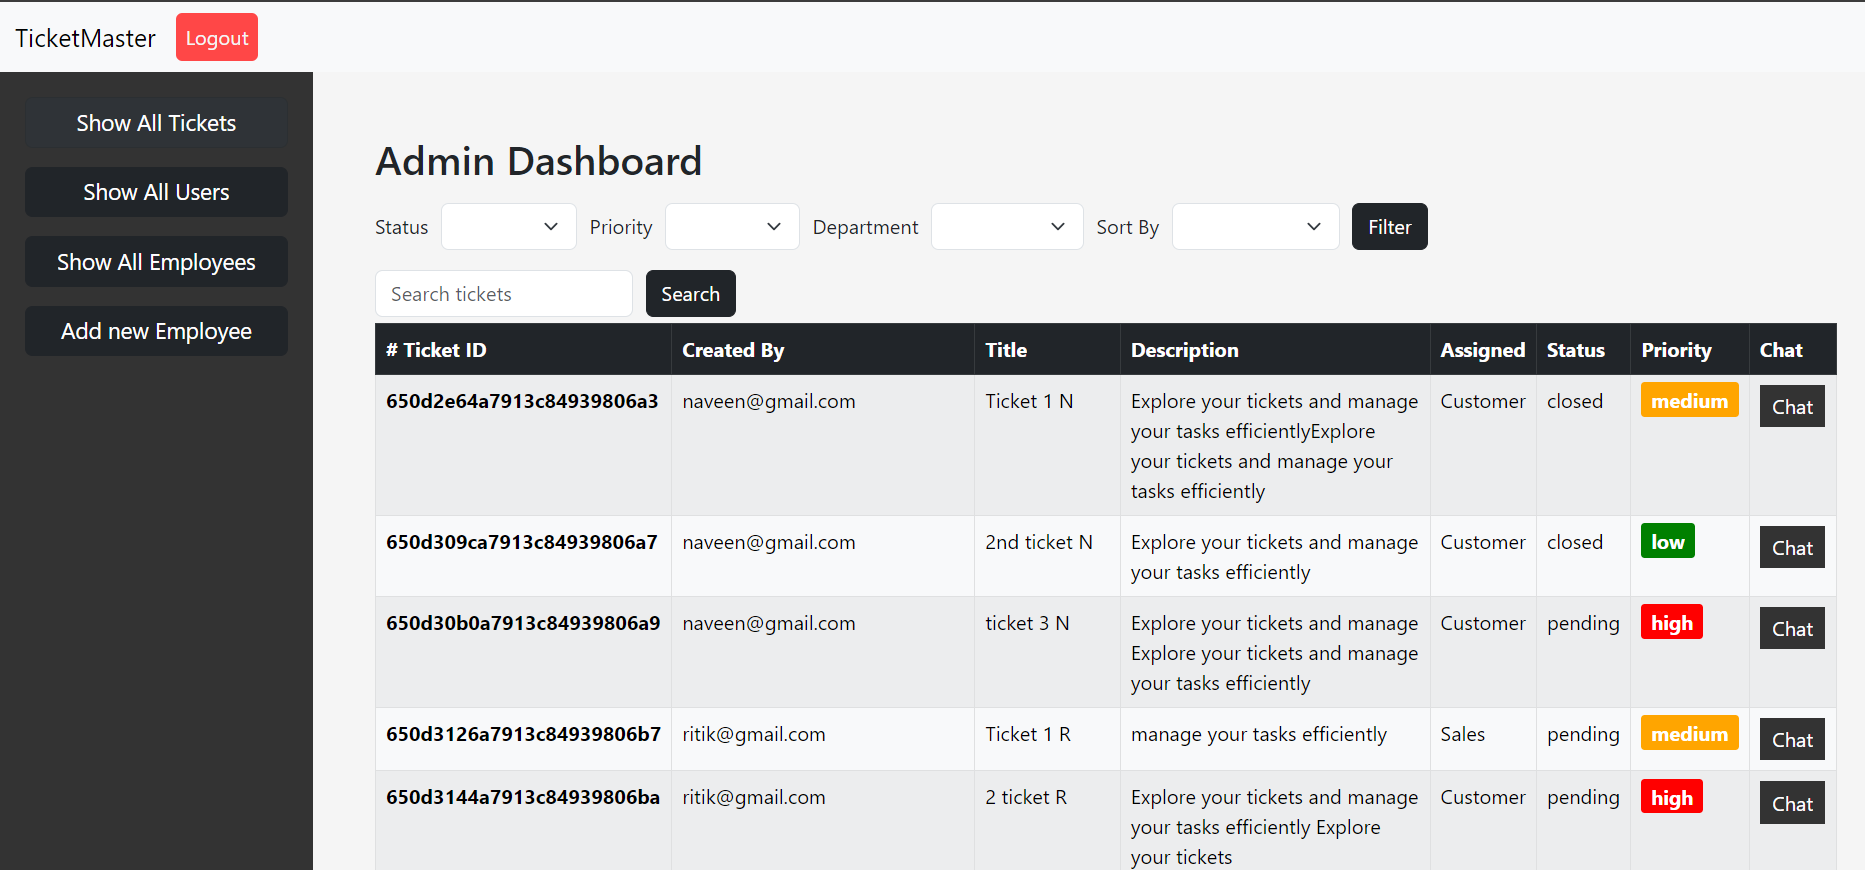 TicketMaster Logout
Show All Tickets
Show All Users
Show All Employees
Add new Employee
Admin Dashboard
Status Priority Department Sort By Filter
Search tickets Search
# Ticket ID Created By Title Description Assigned Status Priority Chat
650d2e64a7913c84939806a3 naveen@gmail.com Ticket 1 N Explore your tickets and manage Customer closed medium Chat
your tasks efficientlyExplore
your tickets and manage your
tasks efficiently
650d309ca7913c84939806a7 naveen@gmail.com 2nd ticket N Explore your tickets and manage Customer closed low Chat
your tasks efficiently
650d30b0a7913c84939806a9 naveen@gmail.com ticket 3 N Explore your tickets and manage Customer pending high Chat
Explore your tickets and manage
your tasks efficiently
650d3126a7913c84939806b7 ritik@gmail.com Ticket 1 R manage your tasks efficiently Sales pending medium Chat
650d3144a7913c84939806ba ritik@gmail.com 2 ticket R Explore your tickets and manage Customer pending high Chat
your tasks efficiently Explore
your tickets